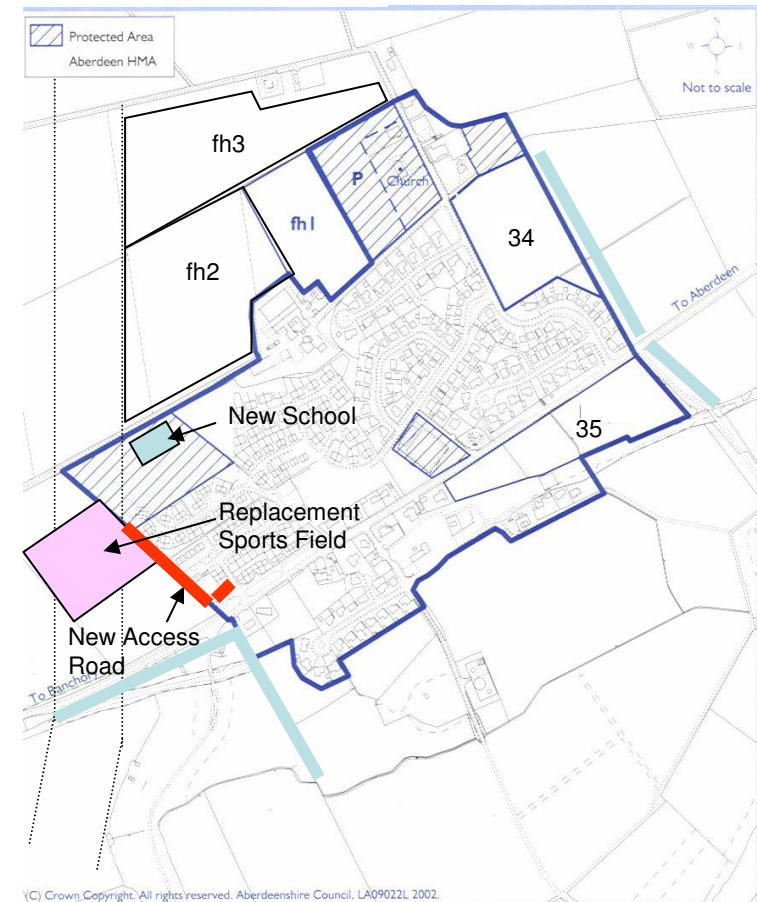 Protected Area
Aberdeen HMA
N
W
E
S
Not to scale
fh3
P
Church
fh1
34
fh2
To Aberdeen
New School
35
Replacement
Sports Field
New Access
Road
To Banchory
(C) Crown Copyright. All rights reserved. Aberdeenshire Council, LA09022L 2002.